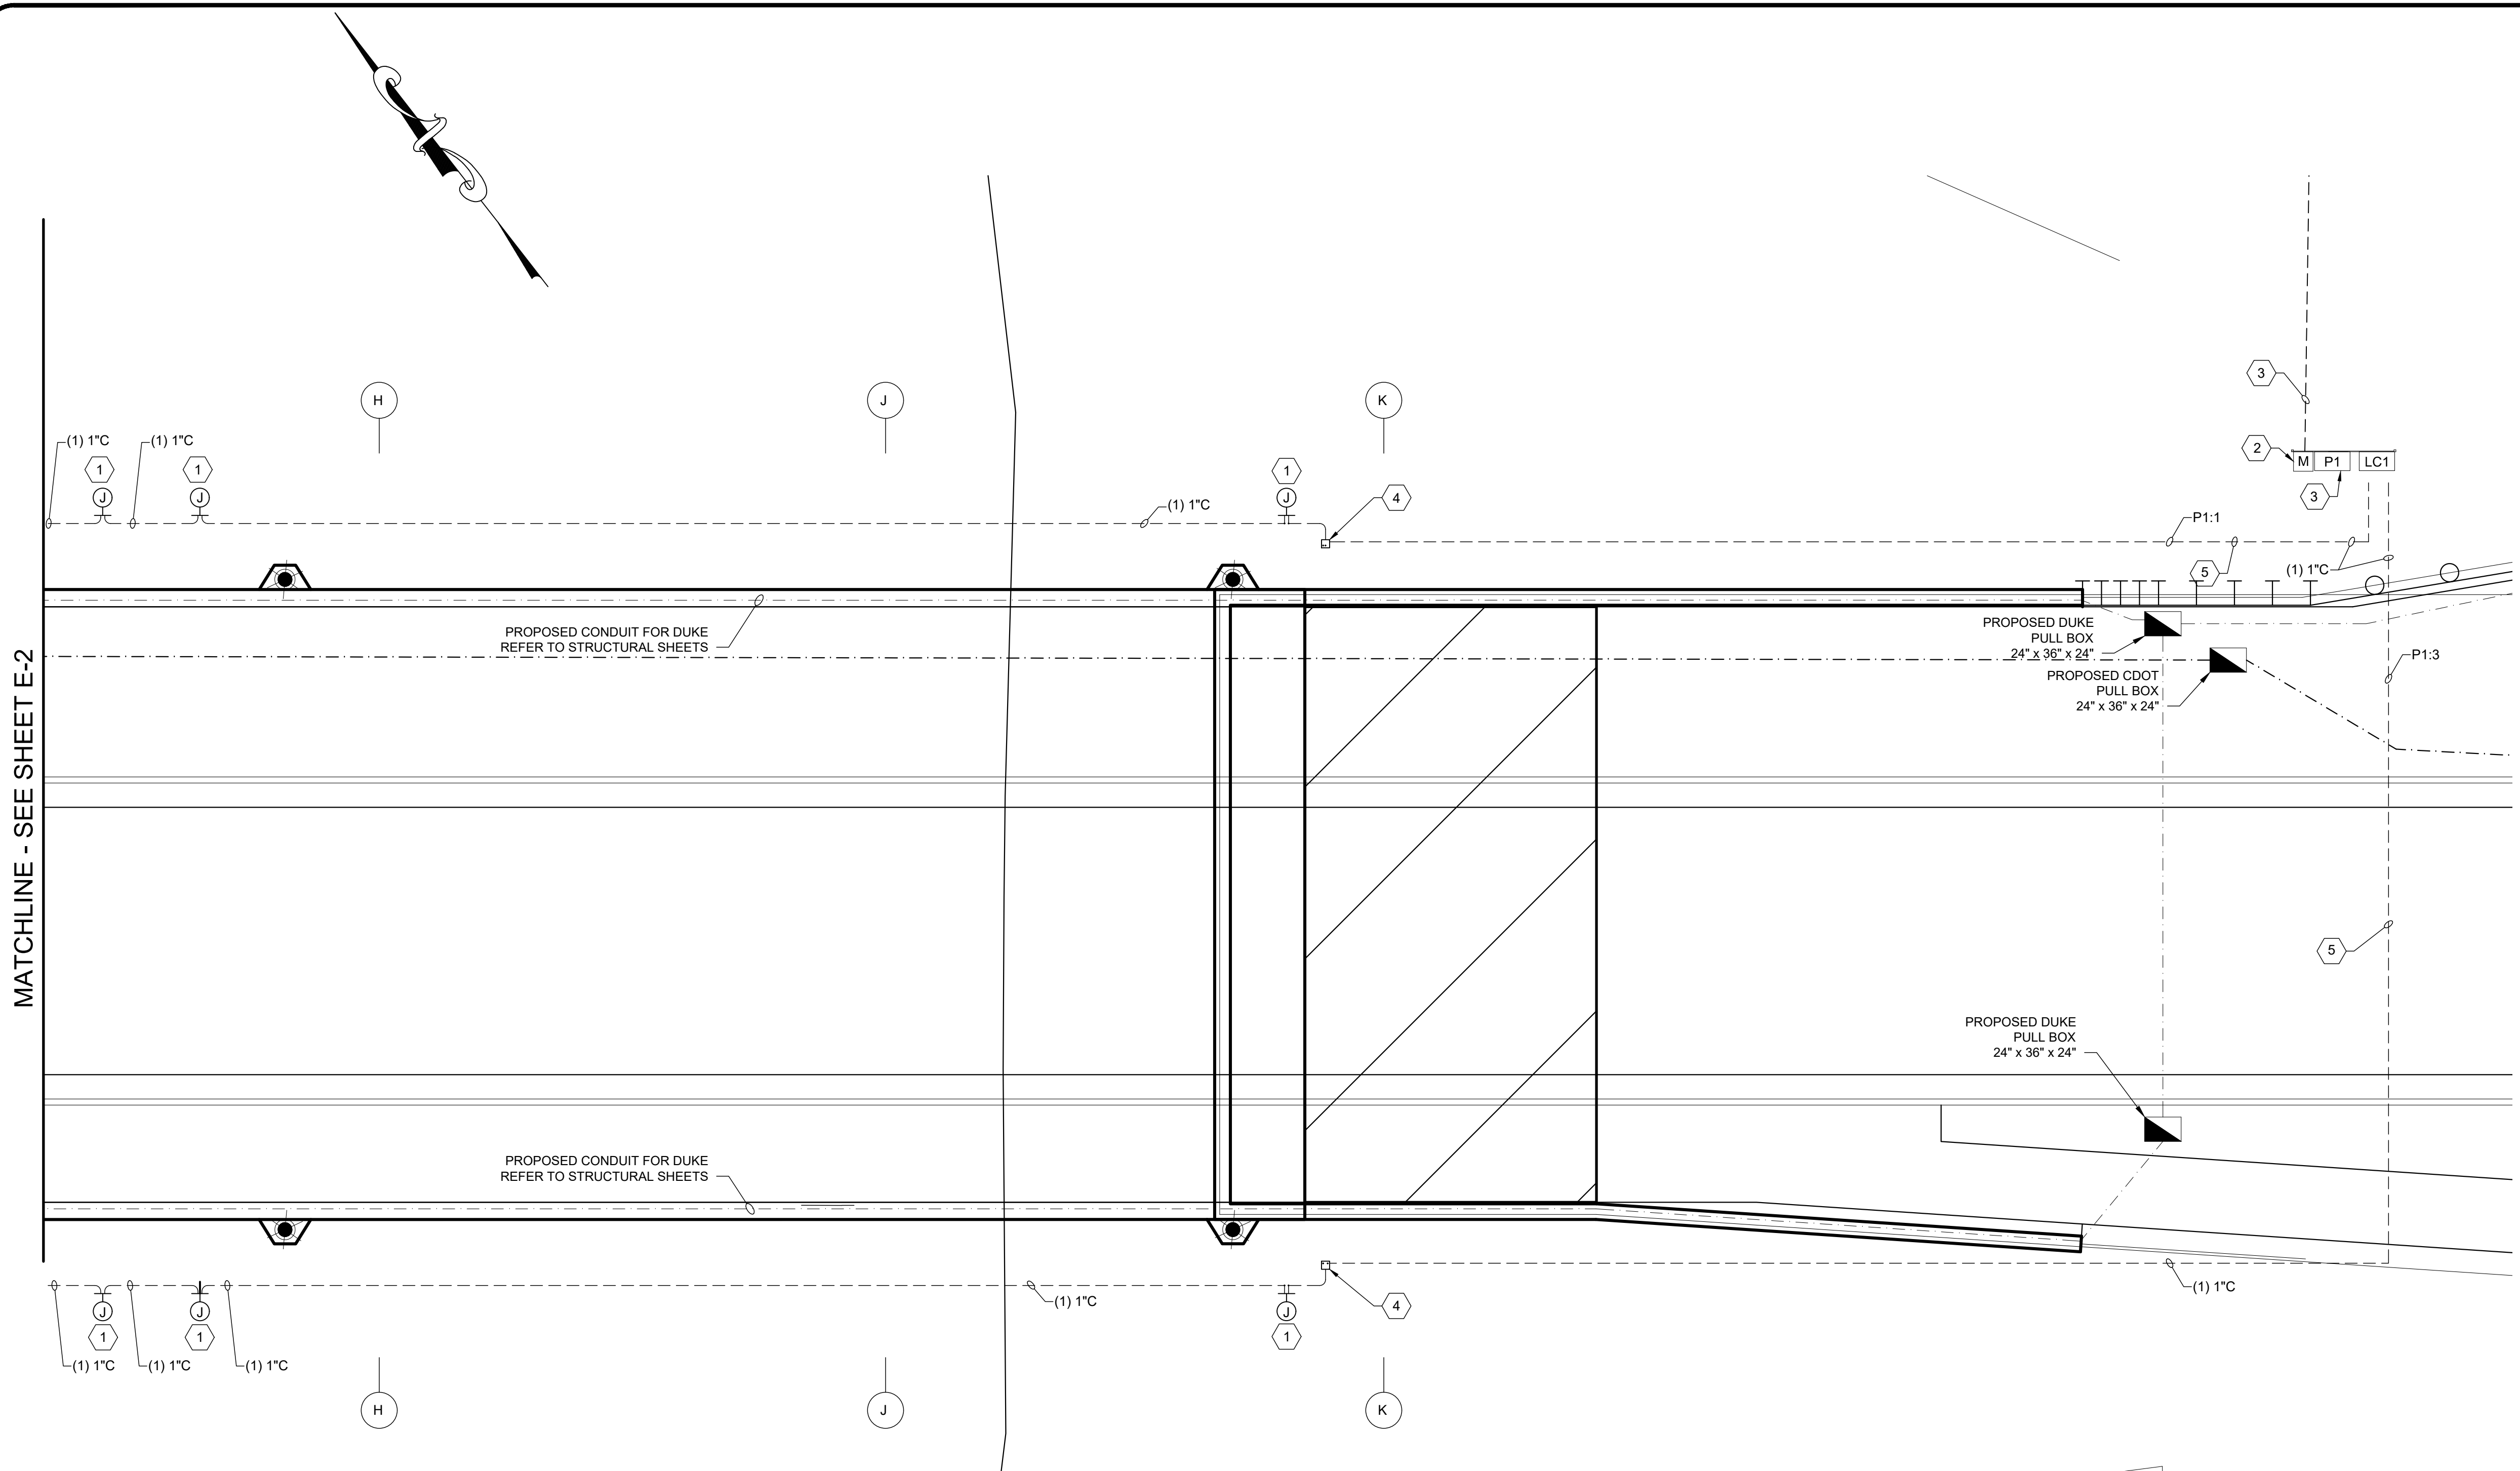 H
J
K
3
(1) 1"C
(1) 1"C
1
1
1
2
M
P1
LC1
J
J
J
4
3
(1) 1"C
P1:1
5
(1) 1"C
PROPOSED CONDUIT FOR DUKE
REFER TO STRUCTURAL SHEETS
PROPOSED DUKE
PULL BOX
24" x 36" x 24"
P1:3
PROPOSED CDOT
PULL BOX
24" x 36" x 24"
MATCHLINE - SEE SHEET E-2
5
PROPOSED DUKE
PULL BOX
24" x 36" x 24"
PROPOSED CONDUIT FOR DUKE
REFER TO STRUCTURAL SHEETS
(1) 1"C
(1) 1"C
4
J
J
J
1
1
1
(1) 1"C
(1) 1"C
(1) 1"C
H
J
K